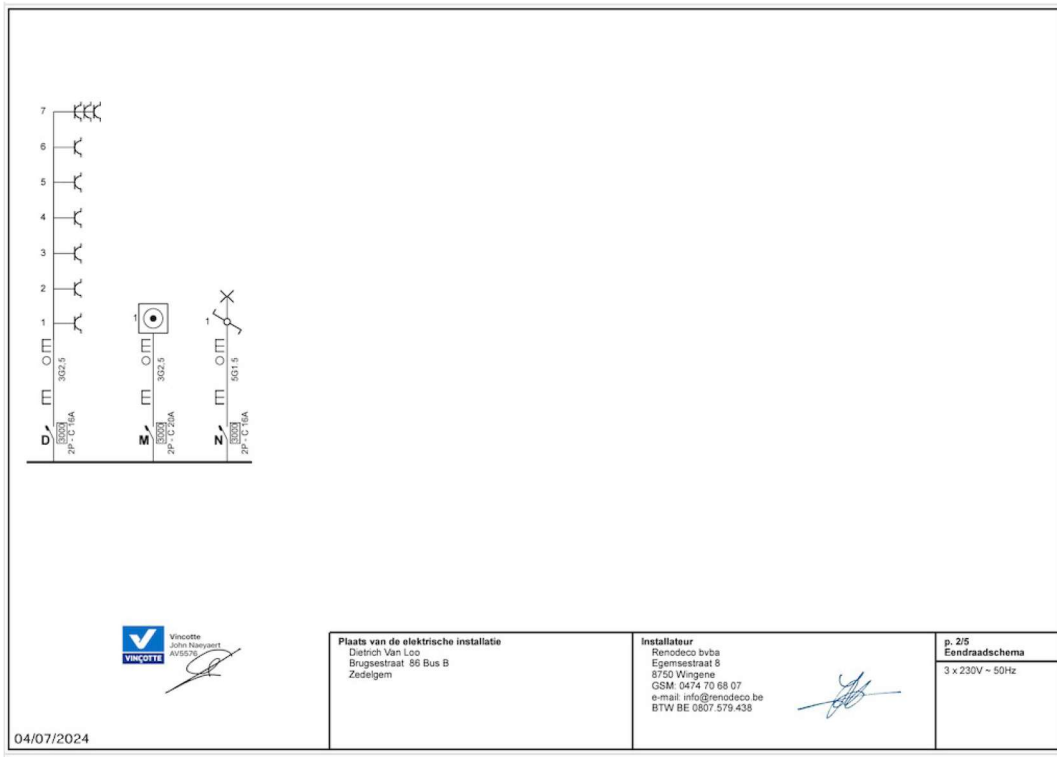 7
6
5
4
3
2
1
1
1
3G2,5
3G2,5
5G1.5
D
3000
2P - C 16A
M
3000
2P - C 20A
N
3000
2P - C 16A
VINÇOTTE
Vincotte
John Naeyaert
AV5576
04/07/2024
Plaats van de elektrische installatie
Dietrich Van Loo
Brugsestraat 86 Bus B
Zedelgem
Installateur
Renodeco bvba
Egemsestraat 8
8750 Wingene
GSM: 0474 70 68 07
e-mail: info@renodeco.be
BTW BE 0807.579.438
p. 2/5
Eendraadschema
3 x 230V ~ 50Hz